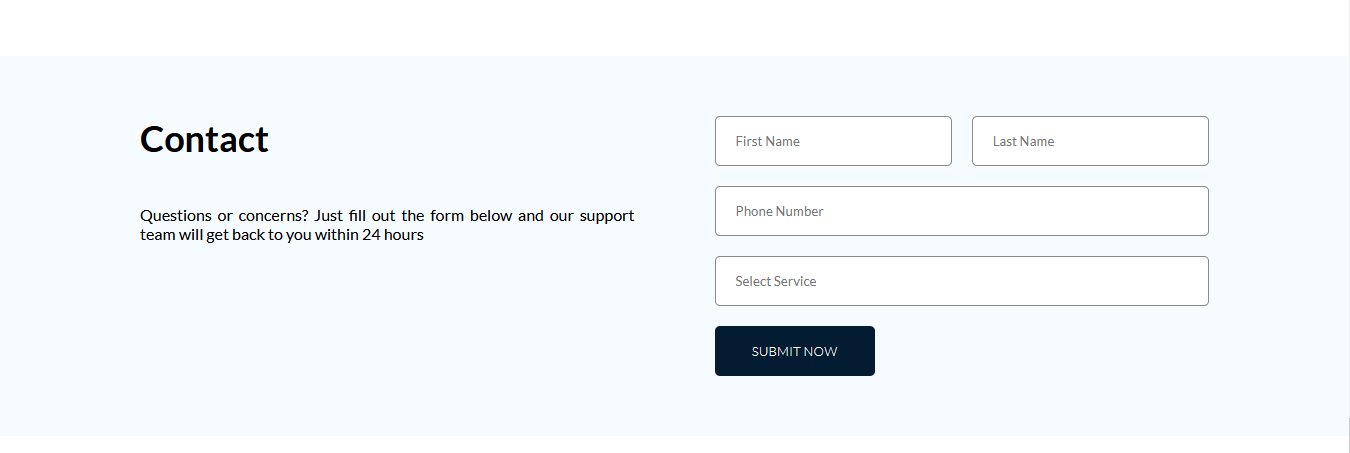 Contact
Questions or concerns? Just fill out the form below and our support
team will get back to you within 24 hours
First Name
Last Name
Phone Number
Select Service
SUBMIT NOW